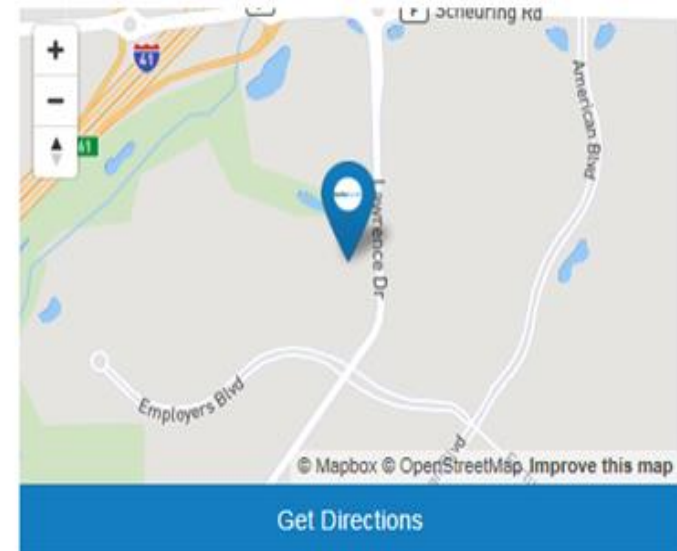 F Scheuring Rd
+
41
−
41
American Blvd
Lawrence Dr
Employers Blvd
© Mapbox © OpenStreetMap Improve this map
Get Directions